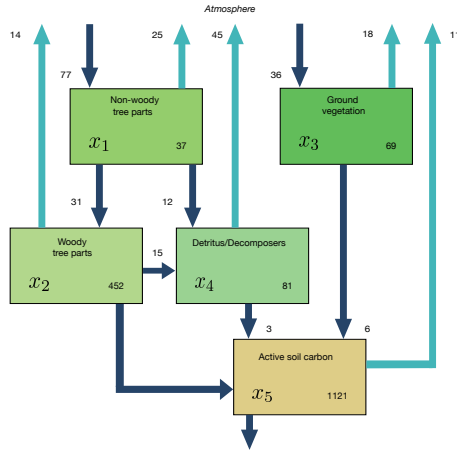 Atmosphere
14
25
45
18
11
77
36
Non-woody
tree parts
x₁
37
Ground
vegetation
x₃
69
31
12
Woody
tree parts
x₂
452
15
Detritus/Decomposers
x₄
81
3
6
Active soil carbon
x₅
1121